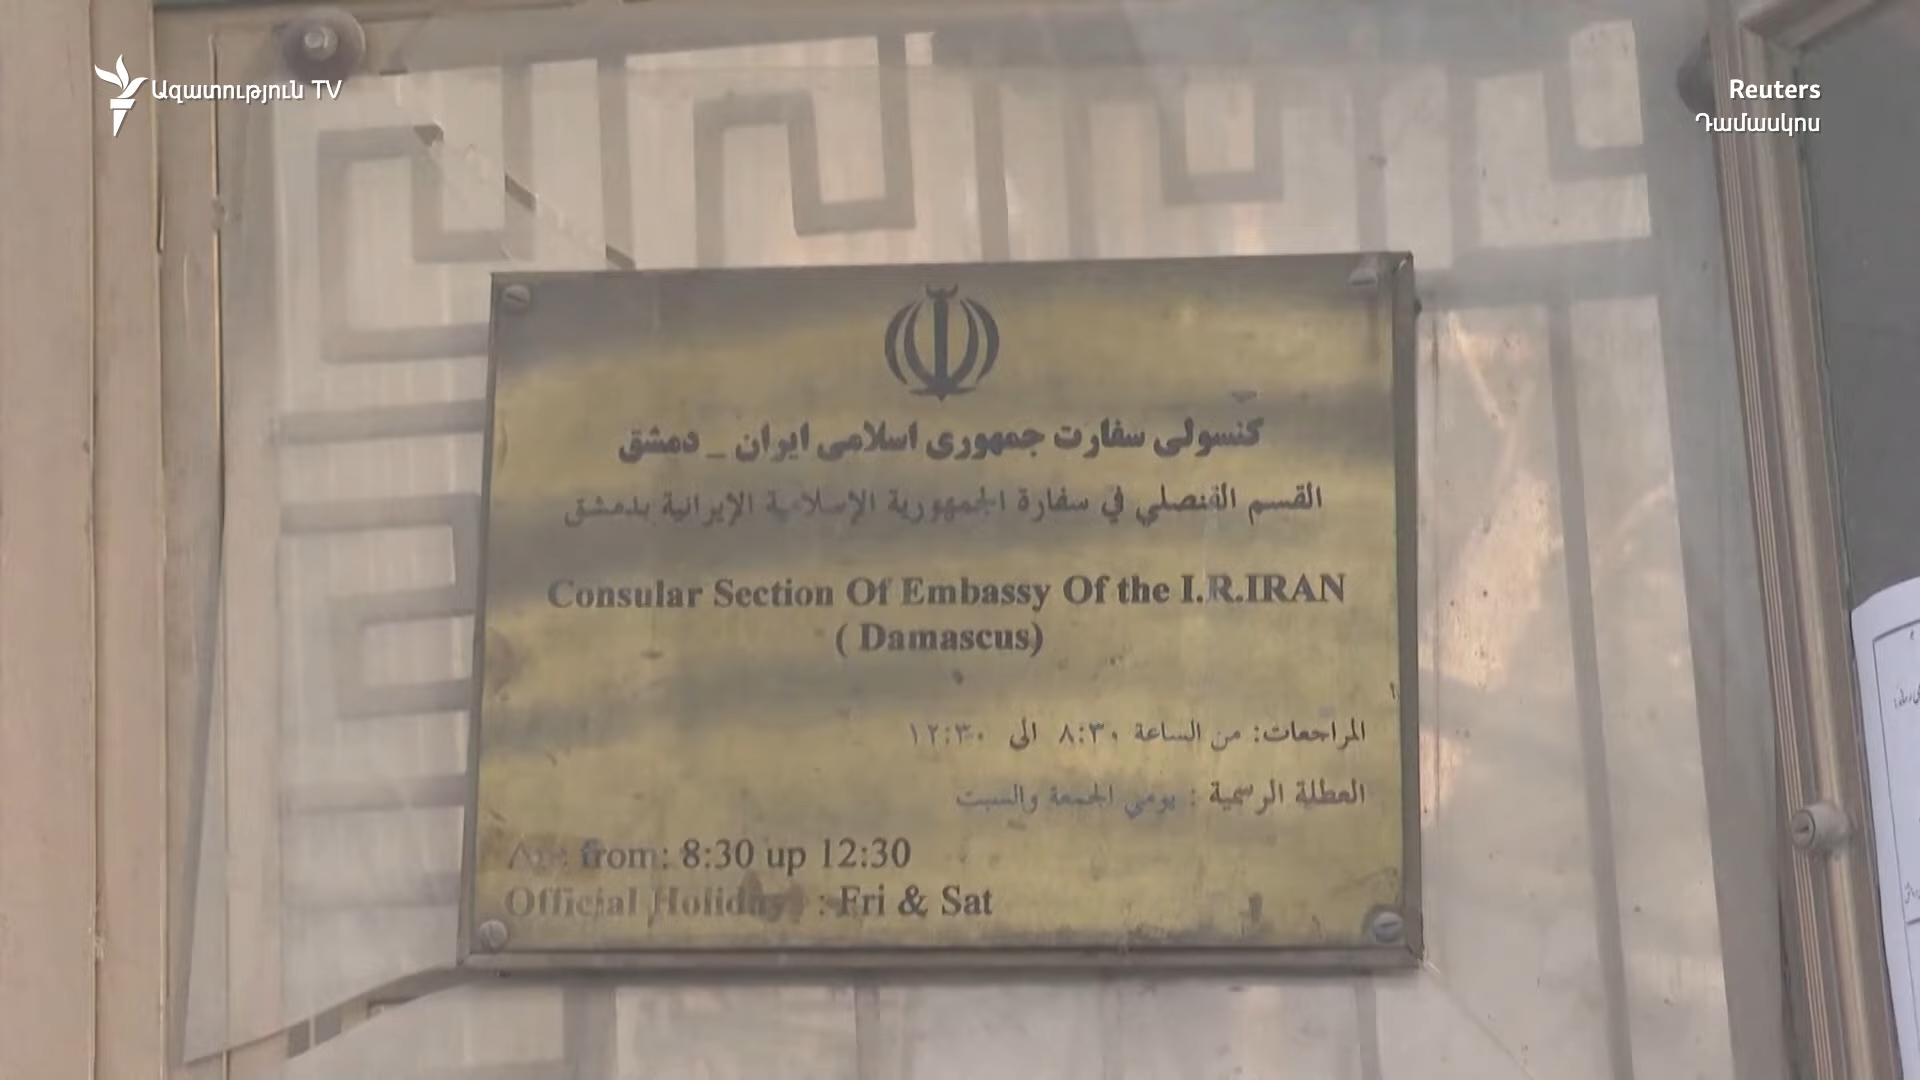 Ազատություն TV
Reuters
Դամասկոս
کنسولی سفارت جمهوری اسلامی ایران _ دمشق
القسم القنصلي في سفارة الجمهورية الإسلامية الإيرانية بدمشق
Consular Section Of Embassy Of the I.R.IRAN
( Damascus)
المراجعات: من الساعة ٨:٣٠ الى ١٢:٣٠
العطلة الرسمية : يومي الجمعة والسبت
from: 8:30 up 12:30
Official Holiday : Fri & Sat